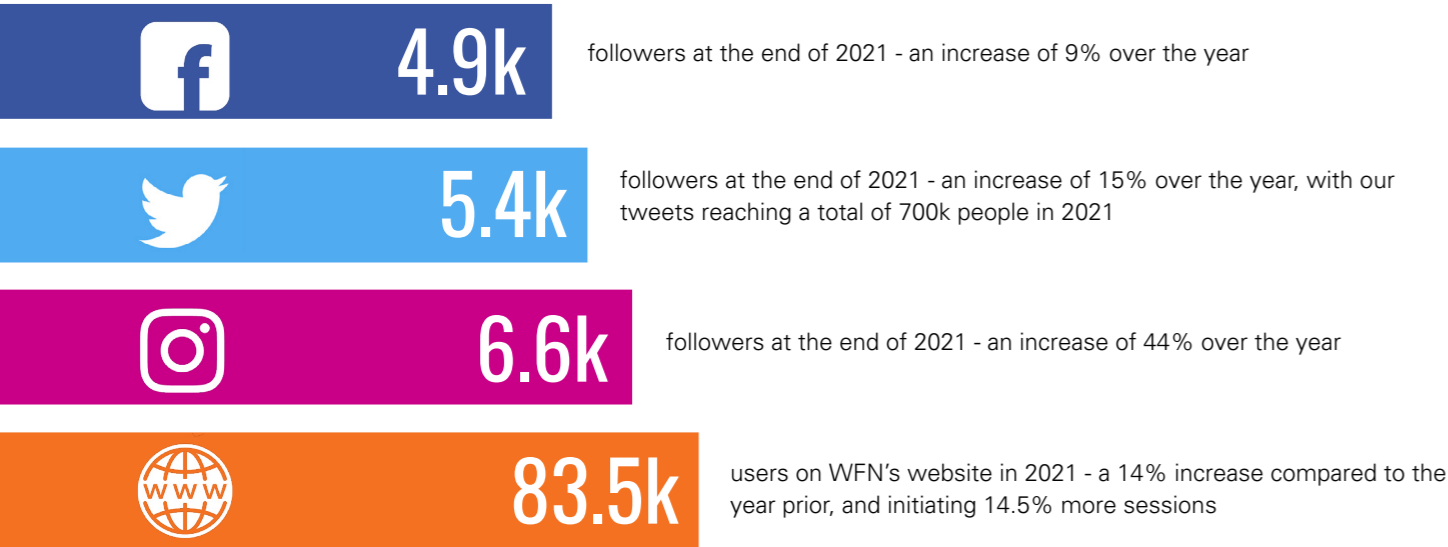 f
4.9k
followers at the end of 2021 - an increase of 9% over the year
5.4k
followers at the end of 2021 - an increase of 15% over the year, with our
tweets reaching a total of 700k people in 2021
6.6k
followers at the end of 2021 - an increase of 44% over the year
WWW
83.5k
users on WFN’s website in 2021 - a 14% increase compared to the
year prior, and initiating 14.5% more sessions